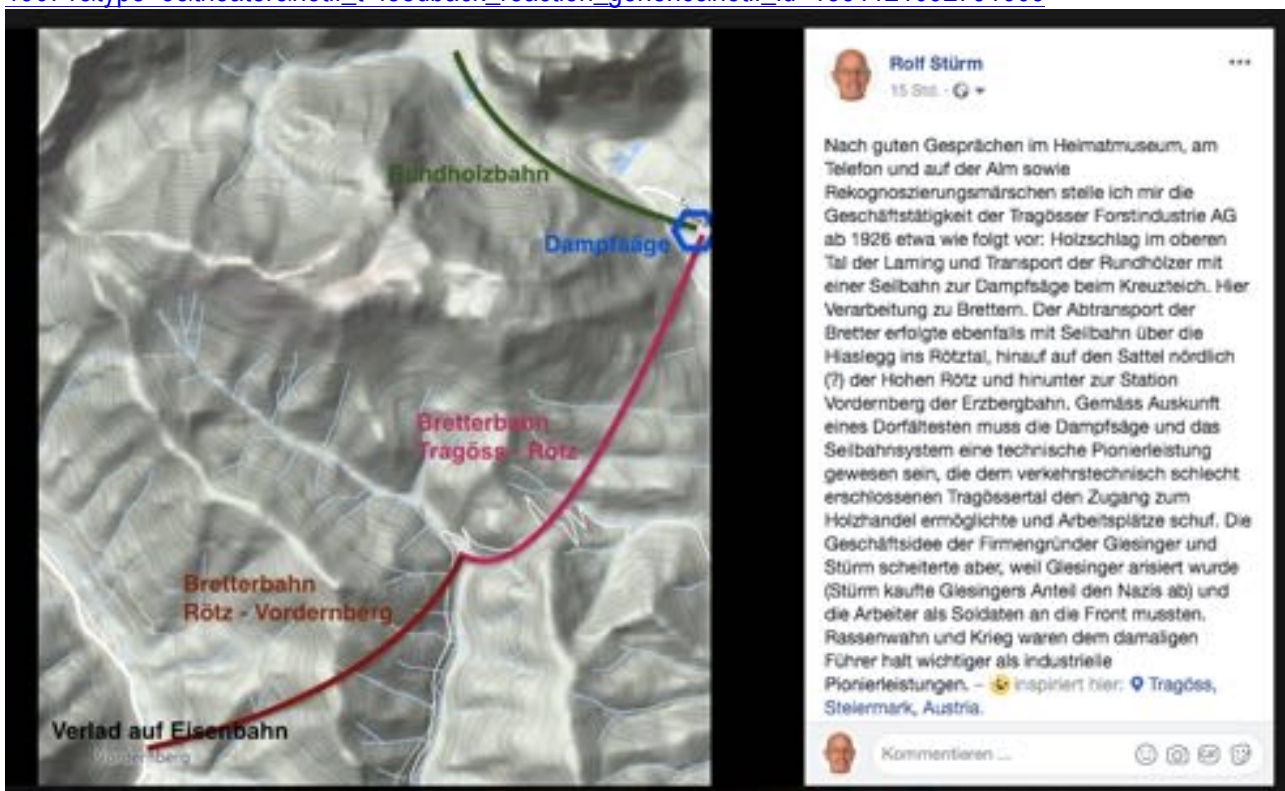 Rundholzbahn
Dampfsäge
Bretterbahn
Tragöss - Rötz
Bretterbahn
Rötz - Vordernberg
Verlad auf Eisenbahn
Vordernberg
Rolf Stürm
15 Std. ·
Nach guten Gesprächen im Heimatmuseum, am
Telefon und auf der Alm sowie
Rekognoszierungsmärschen stelle ich mir die
Geschäftstätigkeit der Tragösser Forstindustrie AG
ab 1926 etwa wie folgt vor: Holzschlag im oberen
Tal der Laming und Transport der Rundhölzer mit
einer Seilbahn zur Dampfsäge beim Kreuzteich. Hier
Verarbeitung zu Brettern. Der Abtransport der
Bretter erfolgte ebenfalls mit Seilbahn über die
Hiaslegg ins Rötztal, hinauf auf den Sattel nördlich
(?) der Hohen Rötz und hinunter zur Station
Vordernberg der Erzbergbahn. Gemäss Auskunft
eines Dorfältesten muss die Dampfsäge und das
Seilbahnsystem eine technische Pionierleistung
gewesen sein, die dem verkehrstechnisch schlecht
erschlossenen Tragössertal den Zugang zum
Holzhandel ermöglichte und Arbeitsplätze schuf. Die
Geschäftsidee der Firmengründer Glesinger und
Stürm scheiterte aber, weil Glesinger arisiert wurde
(Stürm kaufte Glesingers Anteil den Nazis ab) und
die Arbeiter als Soldaten an die Front mussten.
Rassenwahn und Krieg waren dem damaligen
Führer halt wichtiger als industrielle
Pionierleistungen. – inspiriert hier: Tragöss,
Steiermark, Austria.
Kommentieren ...
GIF